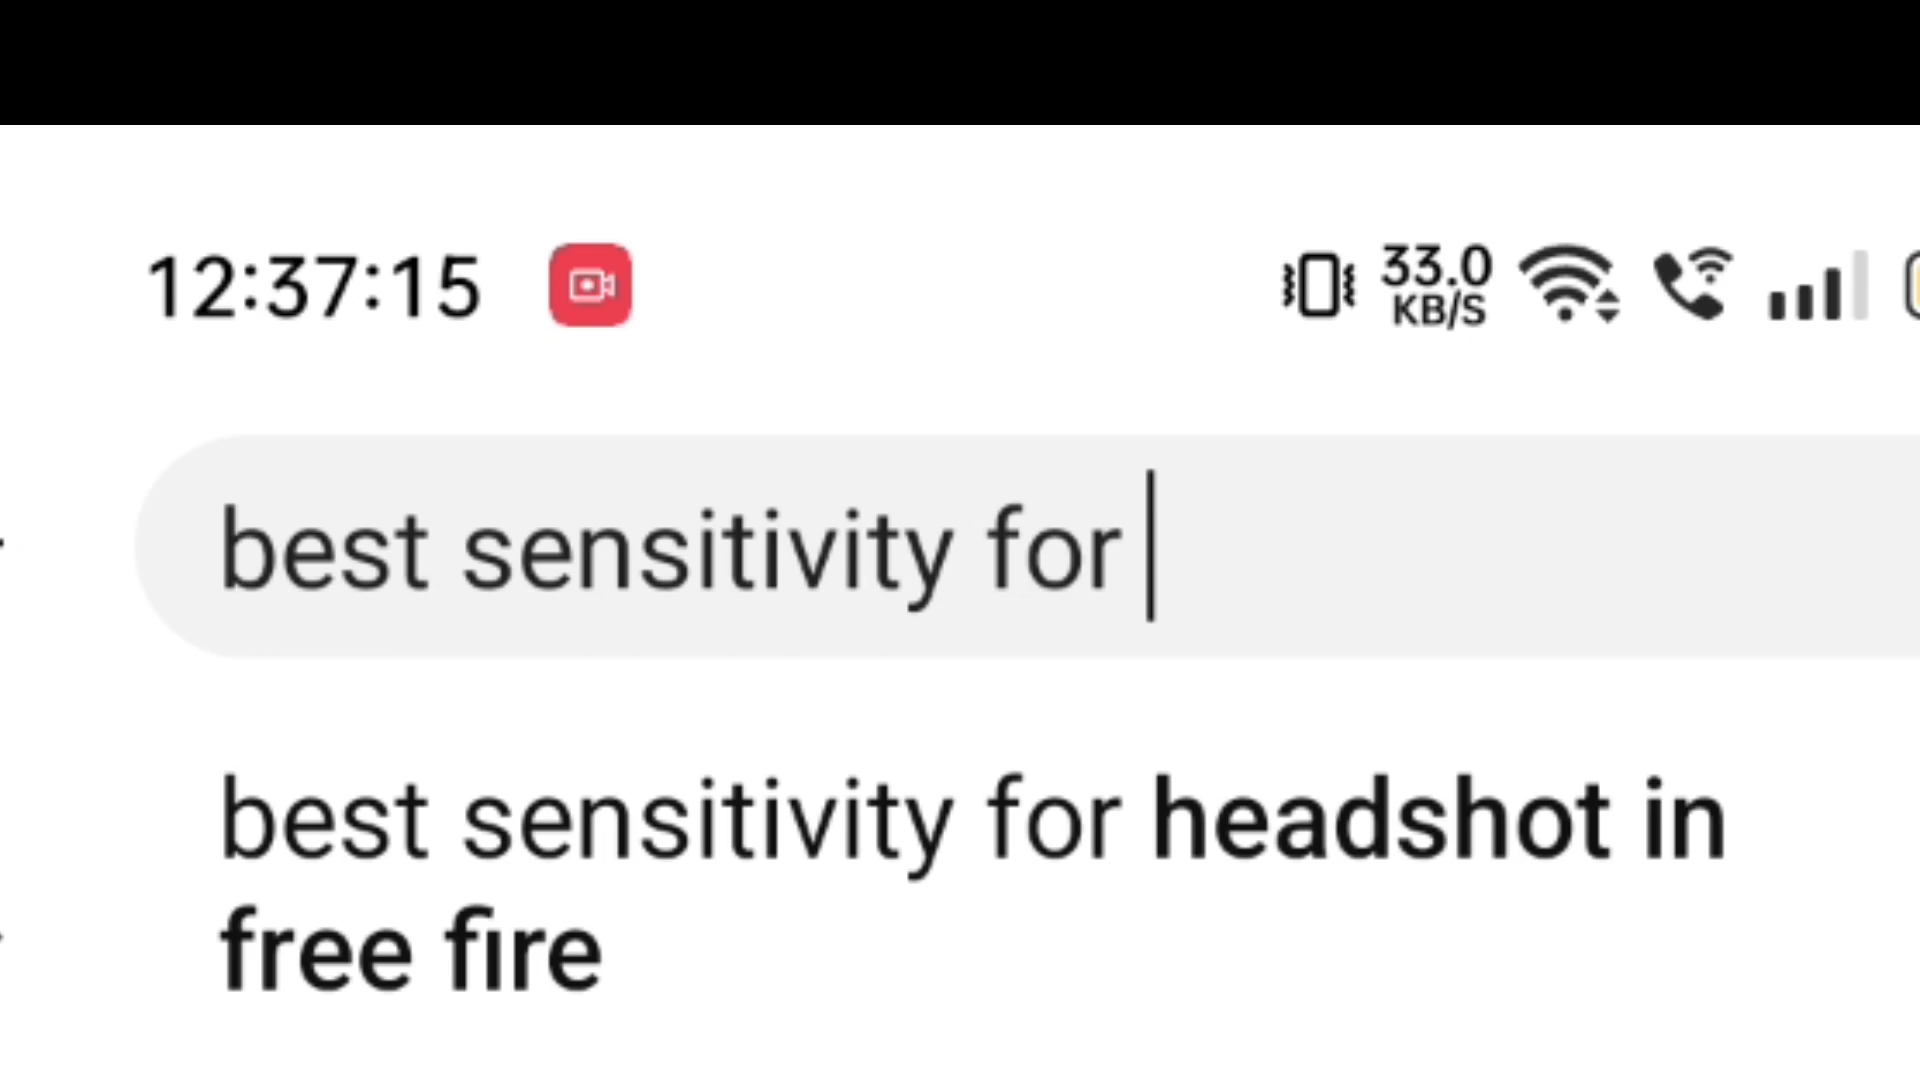 12:37:15 33.0
KB/S
best sensitivity for
best sensitivity for headshot in
free fire